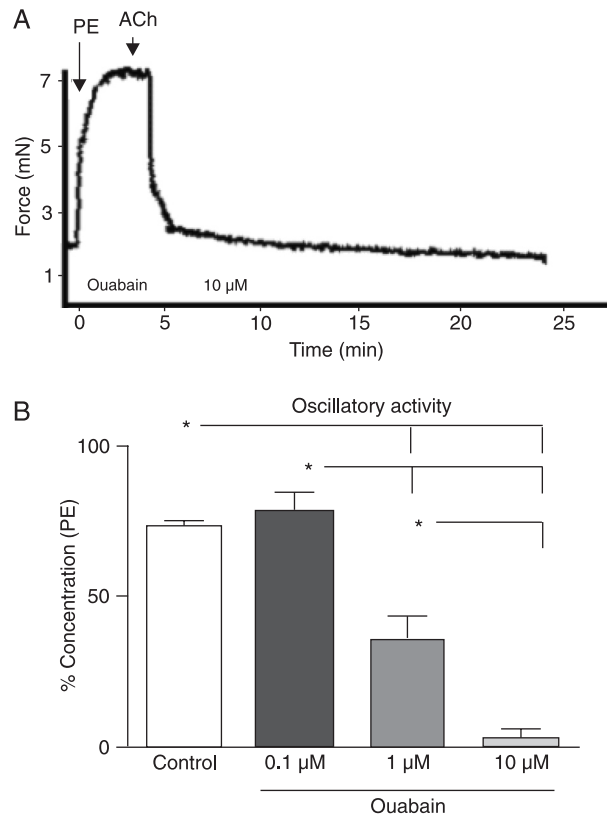 A
PE
ACh
7
5
3
1
Force (mN)
Ouabain 10 µM
0 5 10 15 20 25
Time (min)
B
Oscillatory activity
*
*
*
100
50
0
% Concentration (PE)
Control 0.1 µM 1 µM 10 µM
Ouabain